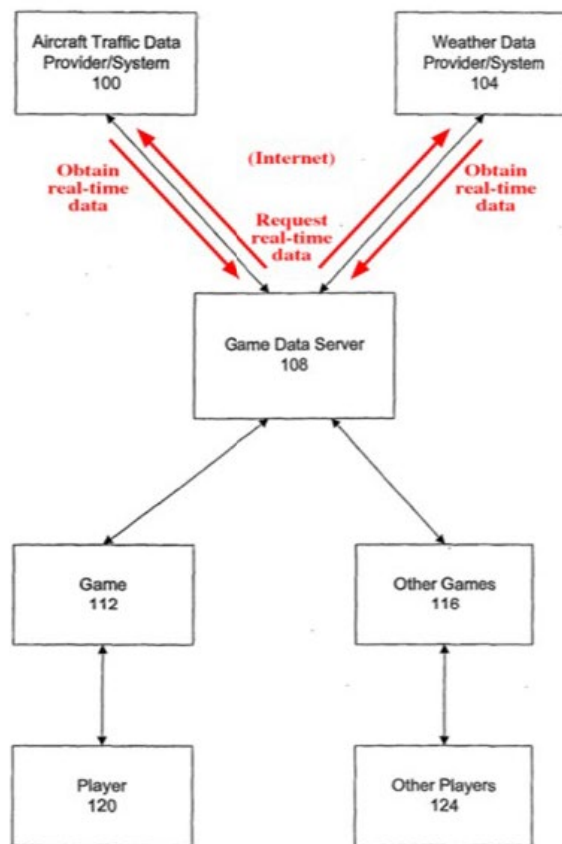 Aircraft Traffic Data
Provider/System
100
Weather Data
Provider/System
104
(Internet)
Obtain
real-time
data
Obtain
real-time
data
Request
real-time
data
Game Data Server
108
Game
112
Other Games
116
Player
120
Other Players
124